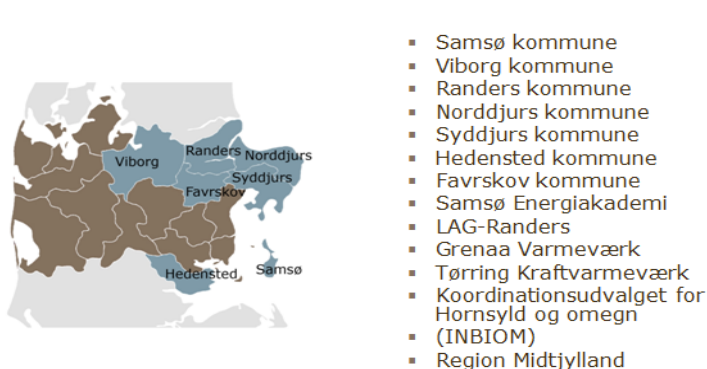 Viborg
Randers
Norddjurs
Syddjurs
Favrskov
Hedensted
Samsø
Samsø kommune
Viborg kommune
Randers kommune
Norddjurs kommune
Syddjurs kommune
Hedensted kommune
Favrskov kommune
Samsø Energiakademi
LAG-Randers
Grenaa Varmeværk
Tørring Kraftvarmeværk
Koordinationsudvalget for
Hornsyld og omegn
(INBIOM)
Region Midtjylland